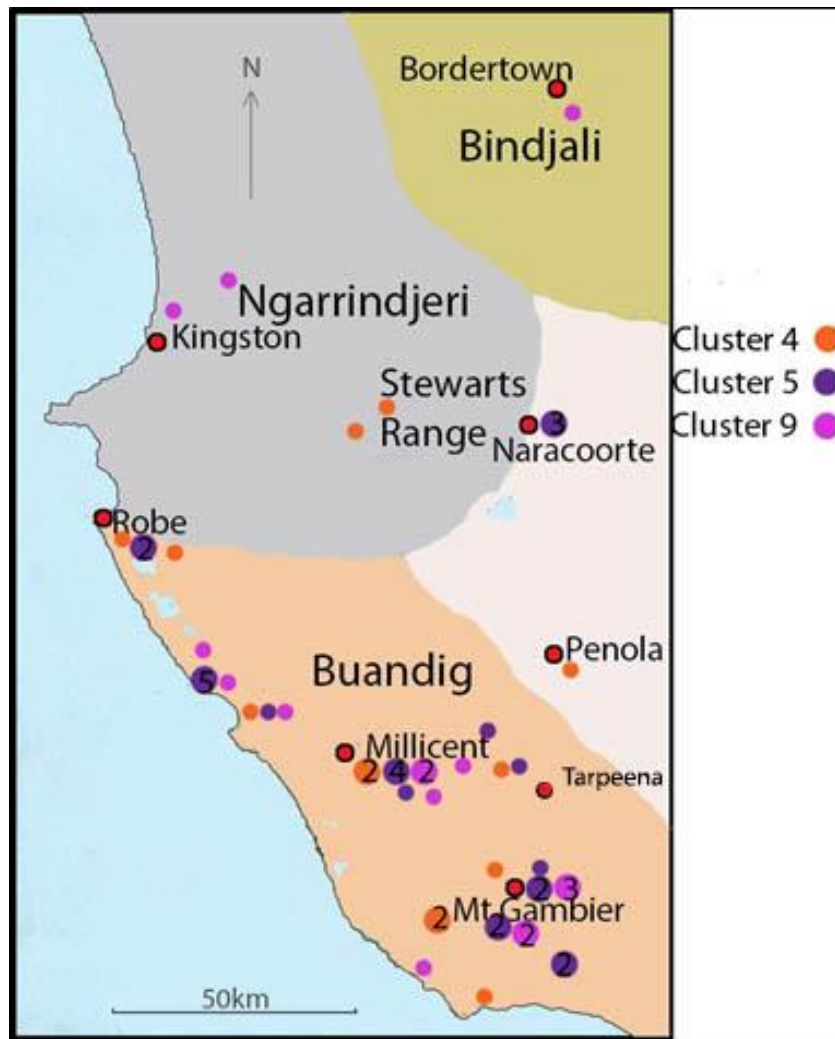 N
Bordertown
Bindjali
Ngarrindjeri
Kingston
Cluster 4
Cluster 5
Cluster 9
Stewarts
Range
3
Naracoorte
Robe
2
Penola
Buandig
5
Millicent
2 4 2
Tarpeena
2 3
2 Mt Gambier
2 2
2
50km